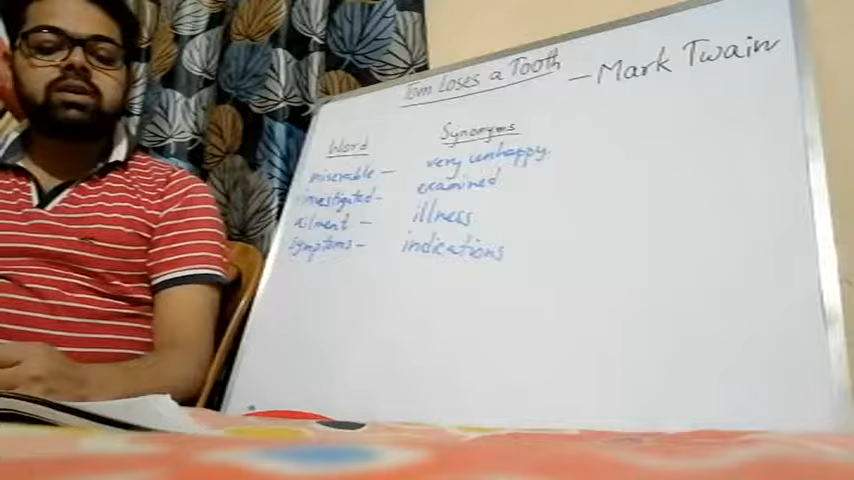 Tom Loses a Tooth – Mark Twain
Word Synonyms
miserable – very unhappy.
investigated – examined
ailment – illness
symptoms – indications